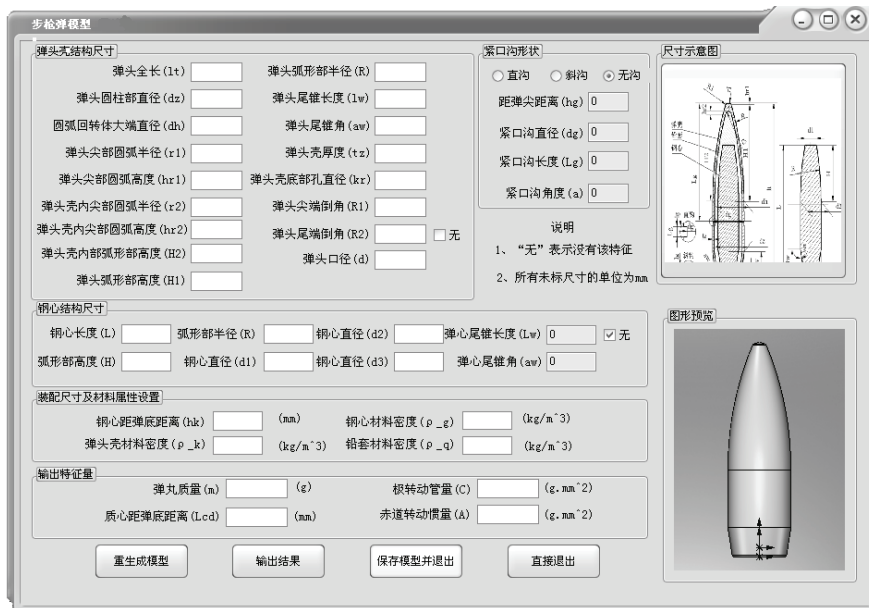 步枪弹模型
弹头壳结构尺寸
弹头全长(lt)
弹头圆柱部直径(dz)
圆弧回转体大端直径(dh)
弹头尖部圆弧半径(r1)
弹头尖部圆弧高度(hr1)
弹头壳内尖部圆弧半径(r2)
弹头壳内尖部圆弧高度(hr2)
弹头壳内部弧形部高度(H2)
弹头弧形部高度(H1)
弹头弧形部半径(R)
弹头尾锥长度(lw)
弹头尾锥角(aw)
弹头壳厚度(tz)
弹头壳底部孔直径(kr)
弹头尖端倒角(R1)
弹头尾端倒角(R2) 无
弹头口径(d)
紧口沟形状
直沟 斜沟 无沟
距弹尖距离(hg) 0
紧口沟直径(dg) 0
紧口沟长度(Lg) 0
紧口沟角度(a) 0
说明
1、“无”表示没有该特征
2、所有未标尺寸的单位为mm
尺寸示意图
钢心结构尺寸
钢心长度(L) 弧形部半径(R) 钢心直径(d2) 弹心尾锥长度(Lw) 0 无
弧形部高度(H) 钢心直径(d1) 钢心直径(d3) 弹心尾锥角(aw) 0
装配尺寸及材料属性设置
钢心距弹底距离(hk) (mm) 钢心材料密度(ρ_g) (kg/m^3)
弹头壳材料密度(ρ_k) (kg/m^3) 铅套材料密度(ρ_q) (kg/m^3)
输出特征量
弹丸质量(m) (g) 极转动管量(C) (g.mm^2)
质心距弹底距离(Lcd) (mm) 赤道转动惯量(A) (g.mm^2)
重生成模型 输出结果 保存模型并退出 直接退出
图形预览